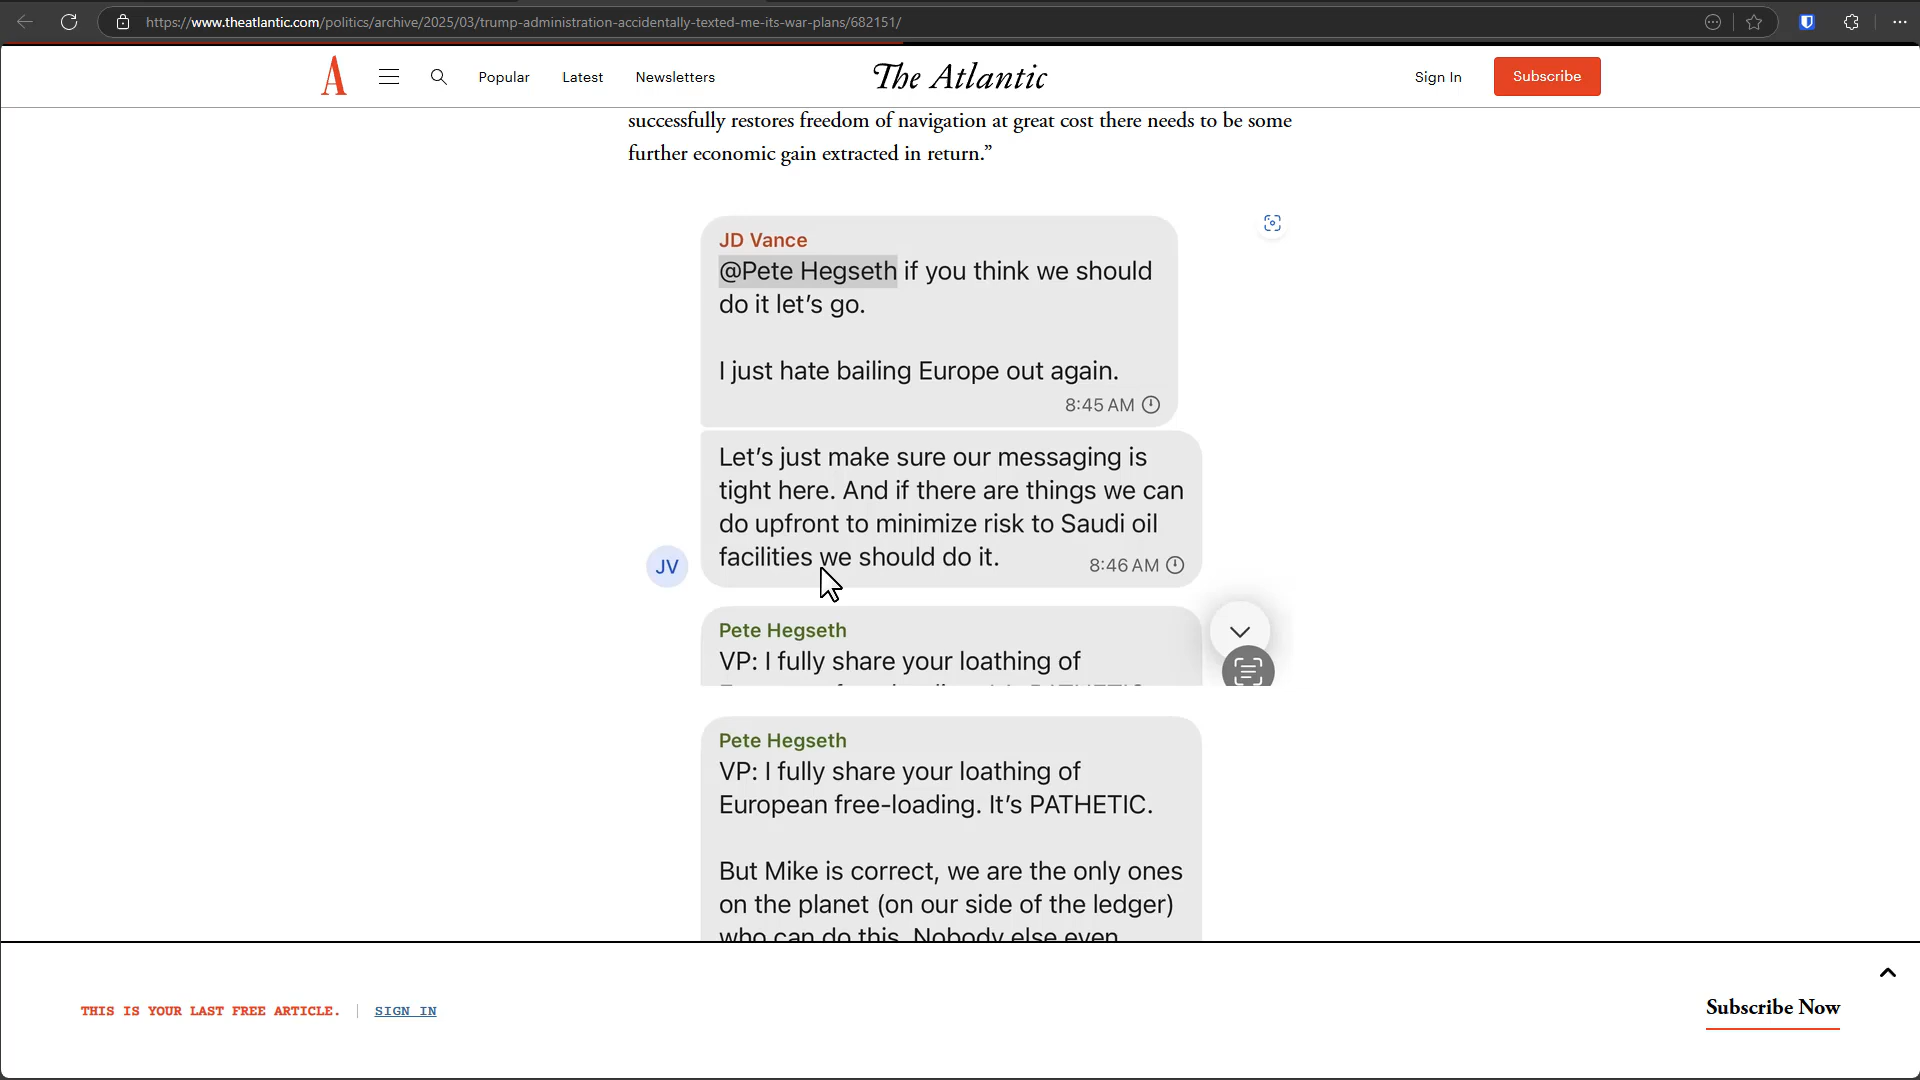 https://www.theatlantic.com/politics/archive/2025/03/trump-administration-accidentally-texted-me-its-war-plans/682151/
A
Popular
Latest
Newsletters
The Atlantic
Sign In
Subscribe
successfully restores freedom of navigation at great cost there needs to be some
further economic gain extracted in return.”
JD Vance
@Pete Hegseth if you think we should
do it let’s go.
I just hate bailing Europe out again.
8:45 AM
Let’s just make sure our messaging is
tight here. And if there are things we can
do upfront to minimize risk to Saudi oil
facilities we should do it.
8:46 AM
JV
Pete Hegseth
VP: I fully share your loathing of
Pete Hegseth
VP: I fully share your loathing of
European free-loading. It’s PATHETIC.
But Mike is correct, we are the only ones
on the planet (on our side of the ledger)
who can do this. Nobody else even
THIS IS YOUR LAST FREE ARTICLE.
SIGN IN
Subscribe Now